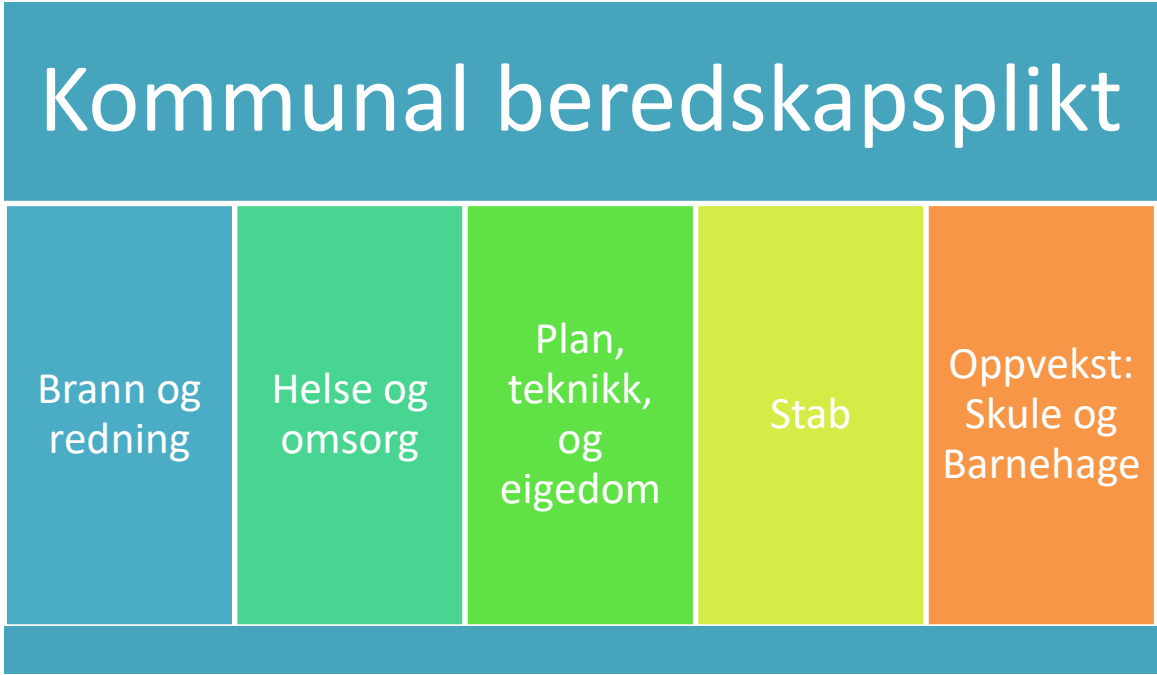 Kommunal beredskapsplikt
Brann og
redning
Helse og
omsorg
Plan,
teknikk,
og
eigedom
Stab
Oppvekst:
Skule og
Barnehage